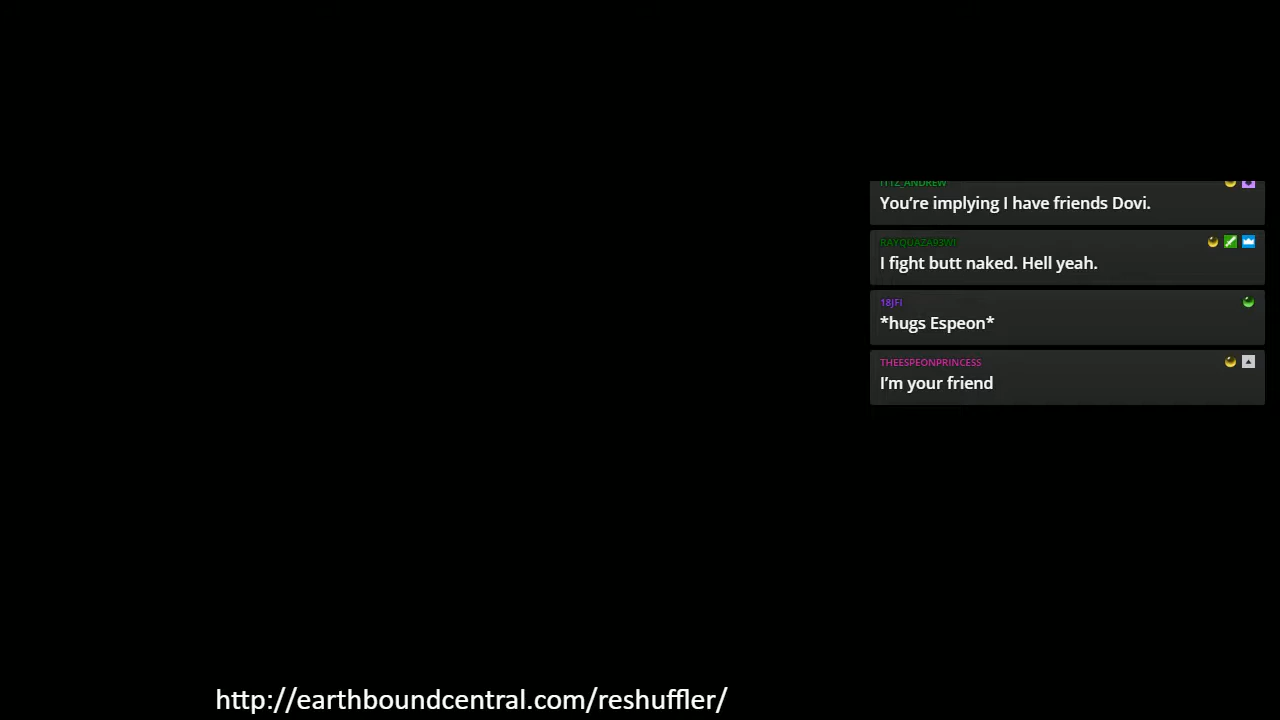 ITTZ_ANDREW
You're implying I have friends Dovi.
RAYQUAZA93WI
I fight butt naked. Hell yeah.
18JFI
*hugs Espeon*
THEESPEONPRINCESS
I'm your friend
http://earthboundcentral.com/reshuffler/